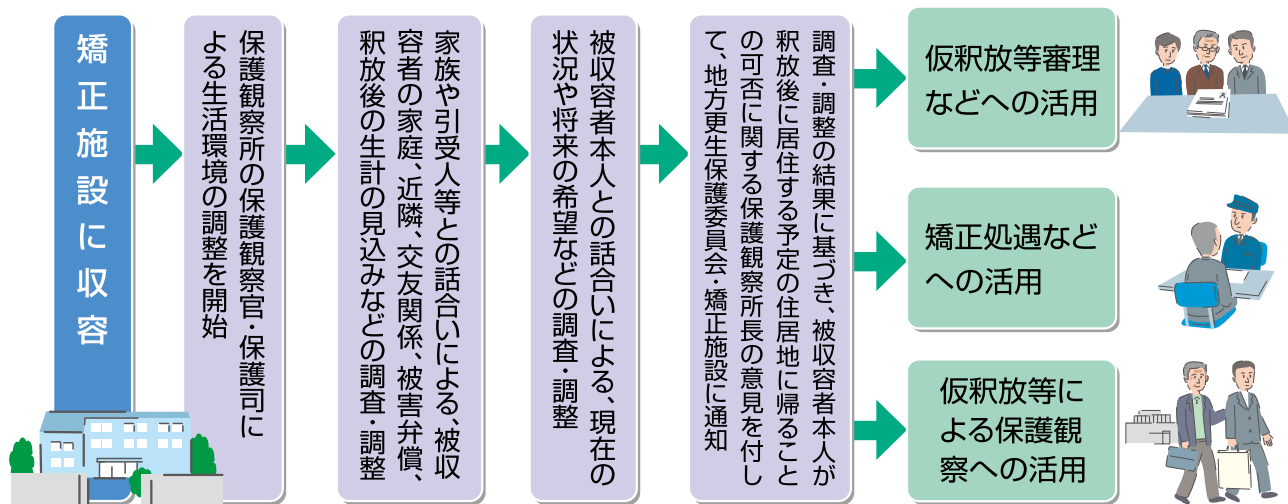 矯正施設に収容
保護観察所の保護観察官・保護司に
よる生活環境の調整を開始
家族や引受人等との話合いによる、被収
容者の家庭、近隣、交友関係、被害弁償、
釈放後の生計の見込みなどの調査・調整
被収容者本人との話合いによる、現在の
状況や将来の希望などの調査・調整
調査・調整の結果に基づき、被収容者本人が
釈放後に居住する予定の住居地に帰ること
の可否に関する保護観察所長の意見を付し
て、地方更生保護委員会・矯正施設に通知
仮釈放等審理
などへの活用
矯正処遇など
への活用
仮釈放等に
よる保護観
察への活用